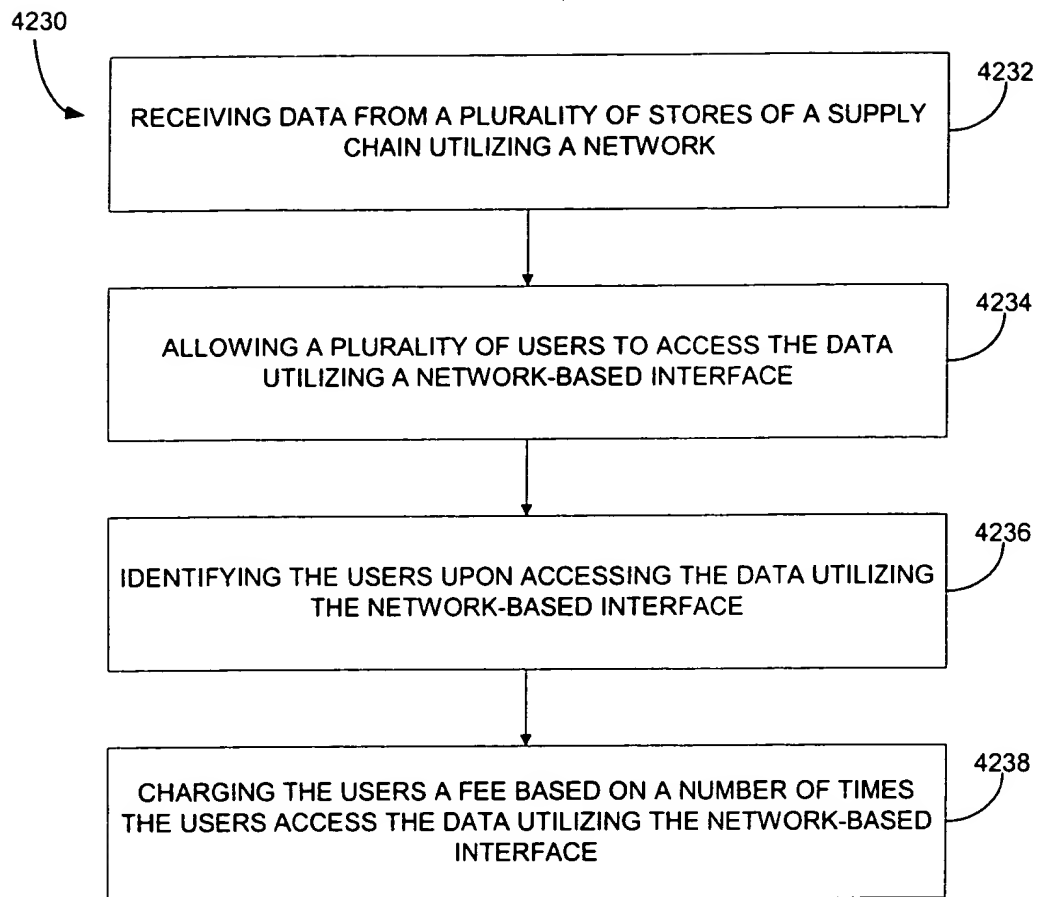 4230
4232
RECEIVING DATA FROM A PLURALITY OF STORES OF A SUPPLY
CHAIN UTILIZING A NETWORK
4234
ALLOWING A PLURALITY OF USERS TO ACCESS THE DATA
UTILIZING A NETWORK-BASED INTERFACE
4236
IDENTIFYING THE USERS UPON ACCESSING THE DATA UTILIZING
THE NETWORK-BASED INTERFACE
4238
CHARGING THE USERS A FEE BASED ON A NUMBER OF TIMES
THE USERS ACCESS THE DATA UTILIZING THE NETWORK-BASED
INTERFACE